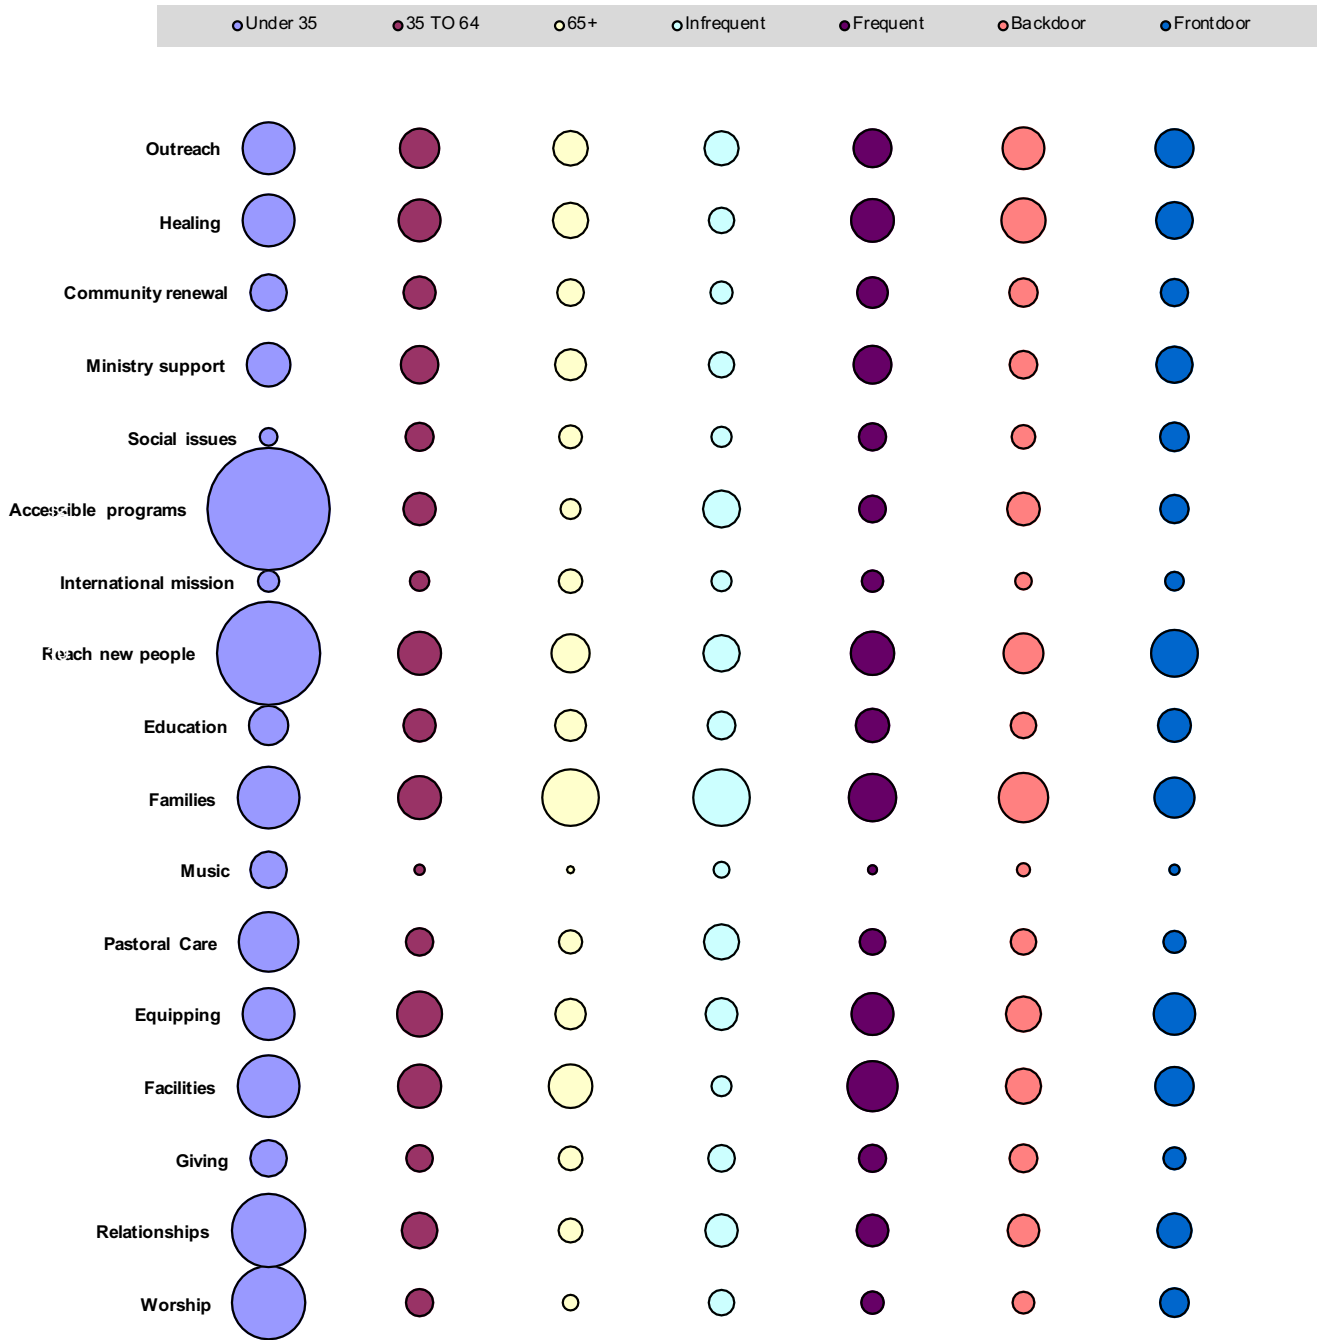 Under 35 35 TO 64 65+ Infrequent Frequent Backdoor Frontdoor
Outreach
Healing
Community renewal
Ministry support
Social issues
Accessible programs
International mission
Reach new people
Education
Families
Music
Pastoral Care
Equipping
Facilities
Giving
Relationships
Worship